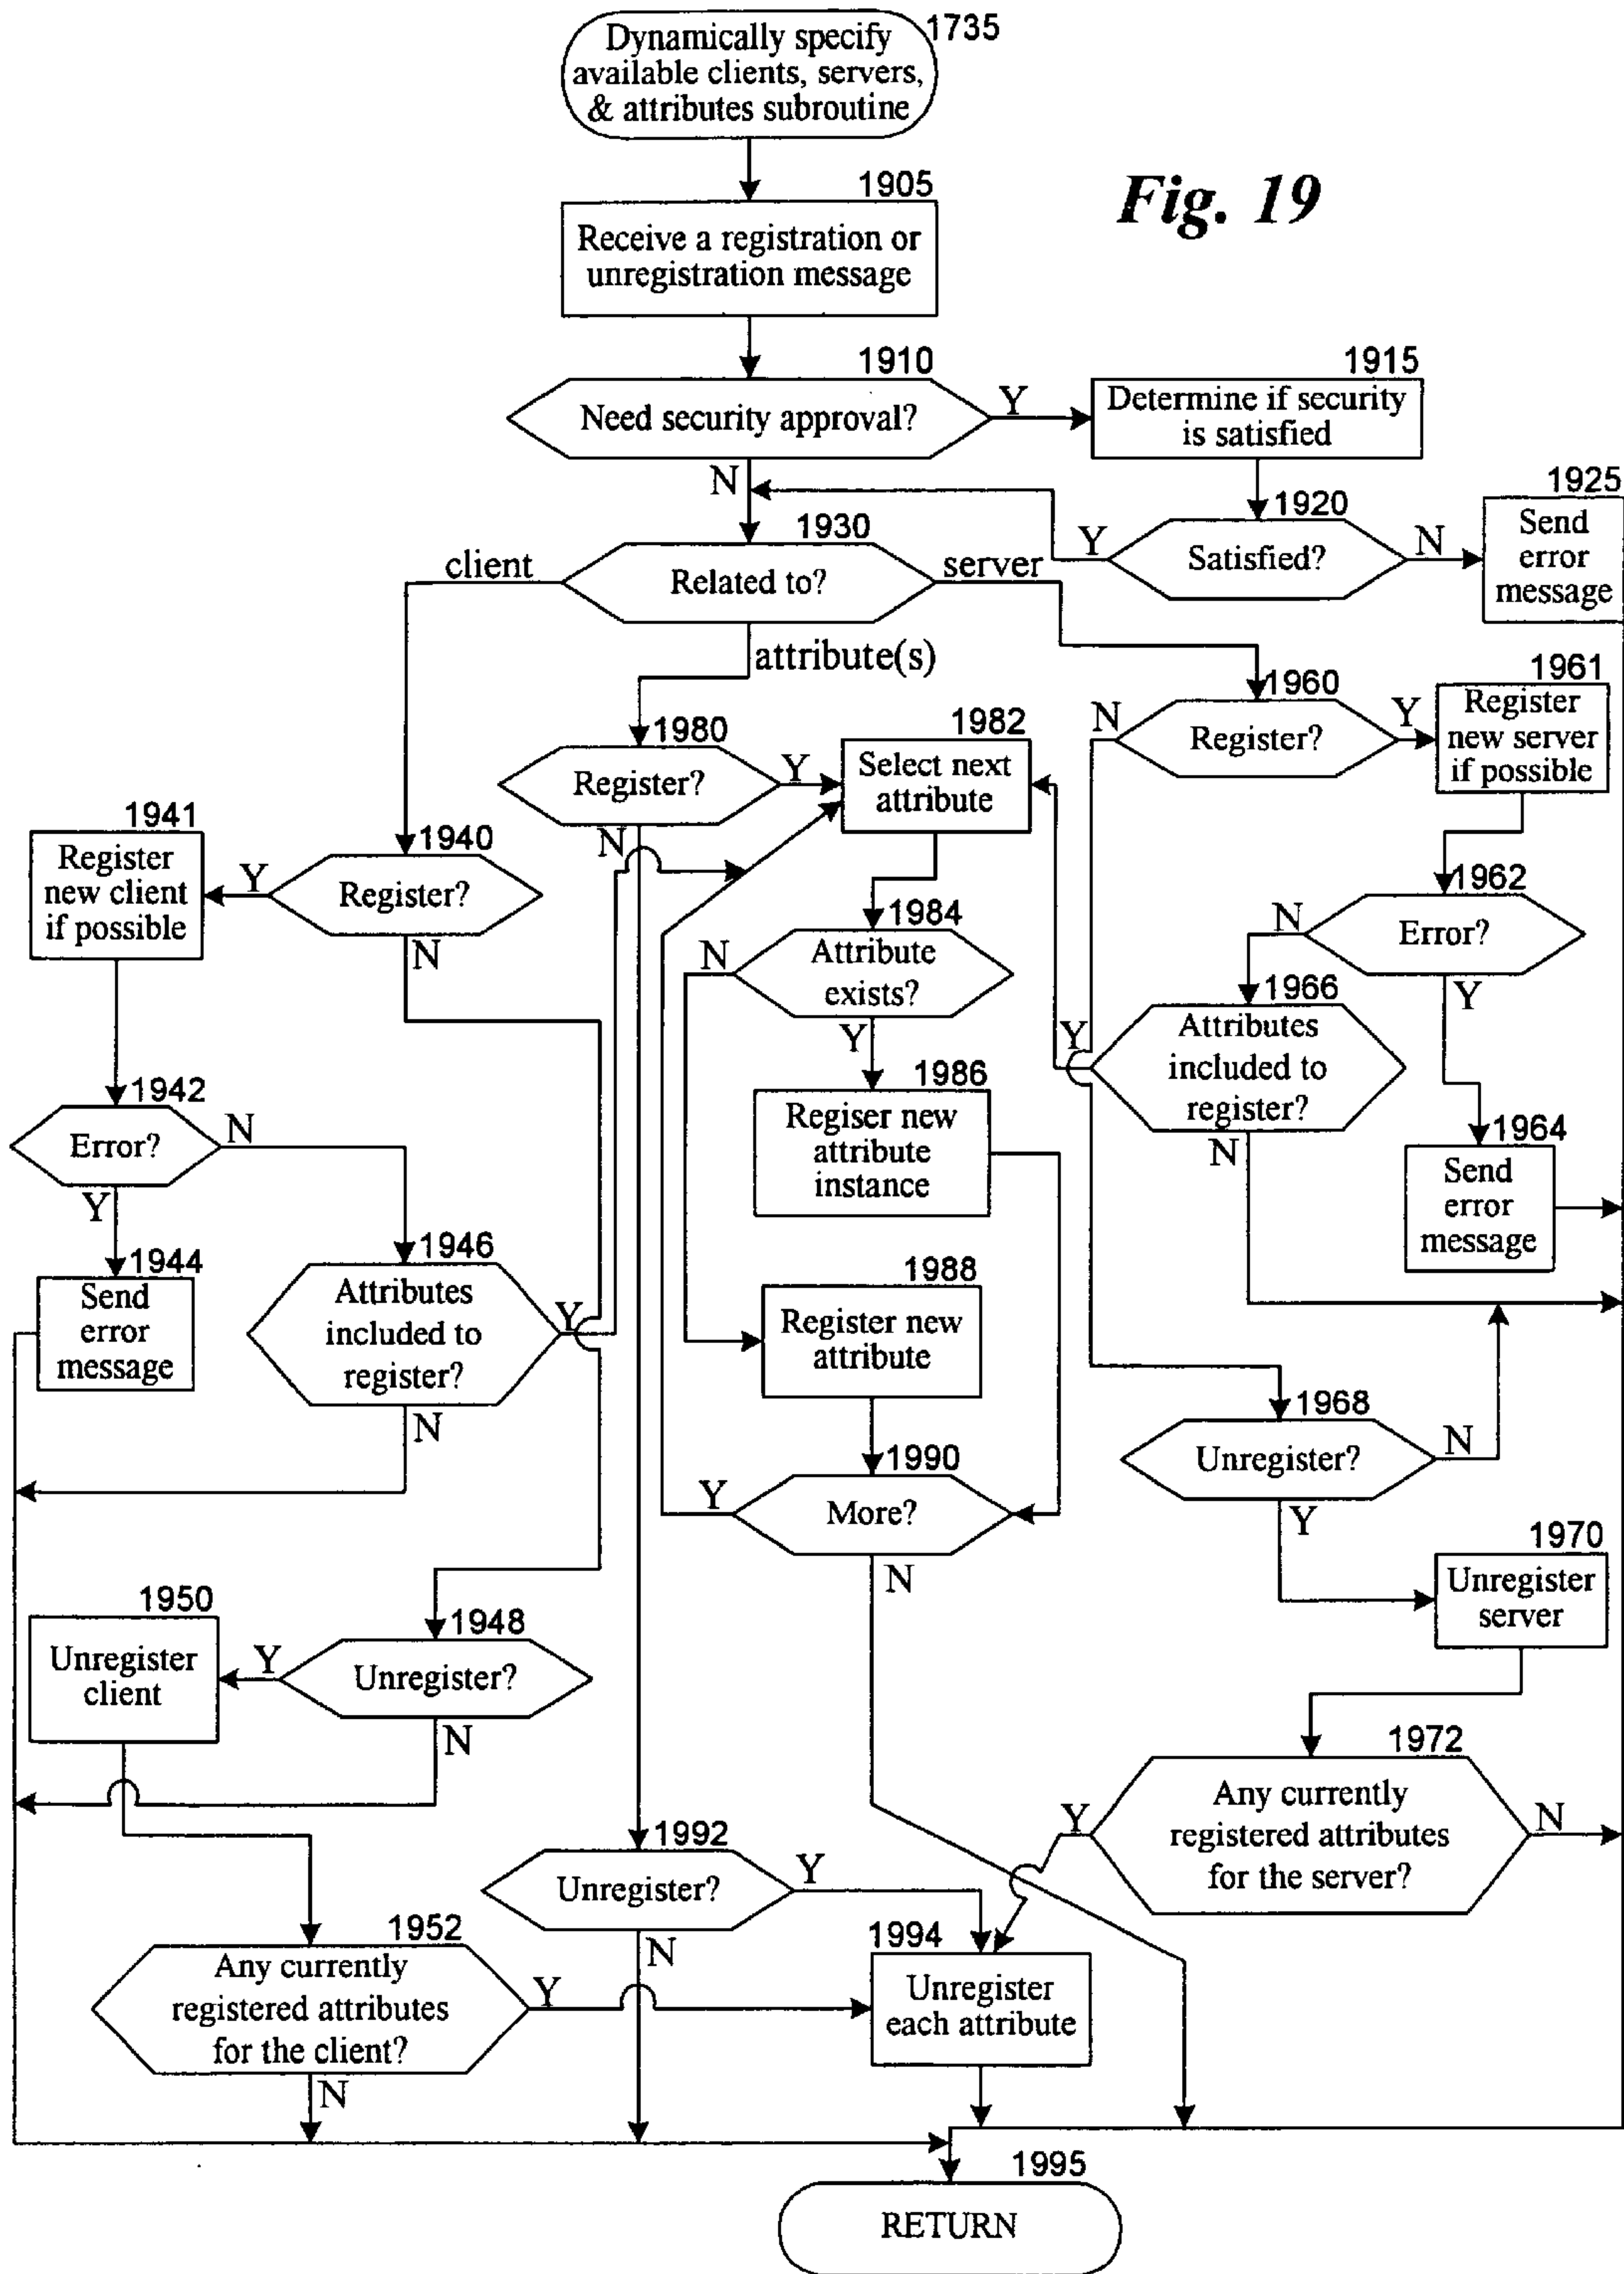 1735
Dynamically specify
available clients, servers,
& attributes subroutine
Fig. 19
1905
Receive a registration or
unregistration message
1910
Need security approval?
Y
N
1915
Determine if security
is satisfied
1920
Satisfied?
Y
N
1925
Send
error
message
1930
Related to?
client
server
attribute(s)
1960
Register?
N
Y
1961
Register
new server
if possible
1980
Register?
Y
N
1982
Select next
attribute
1941
Register
new client
if possible
1940
Register?
Y
N
1962
Error?
N
Y
1984
Attribute
exists?
N
Y
1966
Attributes
included to
register?
Y
N
1986
Regiser new
attribute
instance
1942
Error?
N
Y
1964
Send
error
message
1944
Send
error
message
1946
Attributes
included to
register?
Y
N
1988
Register new
attribute
1968
Unregister?
N
Y
1990
More?
Y
N
1970
Unregister
server
1950
Unregister
client
1948
Unregister?
Y
N
1972
Any currently
registered attributes
for the server?
Y
N
1992
Unregister?
Y
N
1952
Any currently
registered attributes
for the client?
Y
N
1994
Unregister
each attribute
1995
RETURN